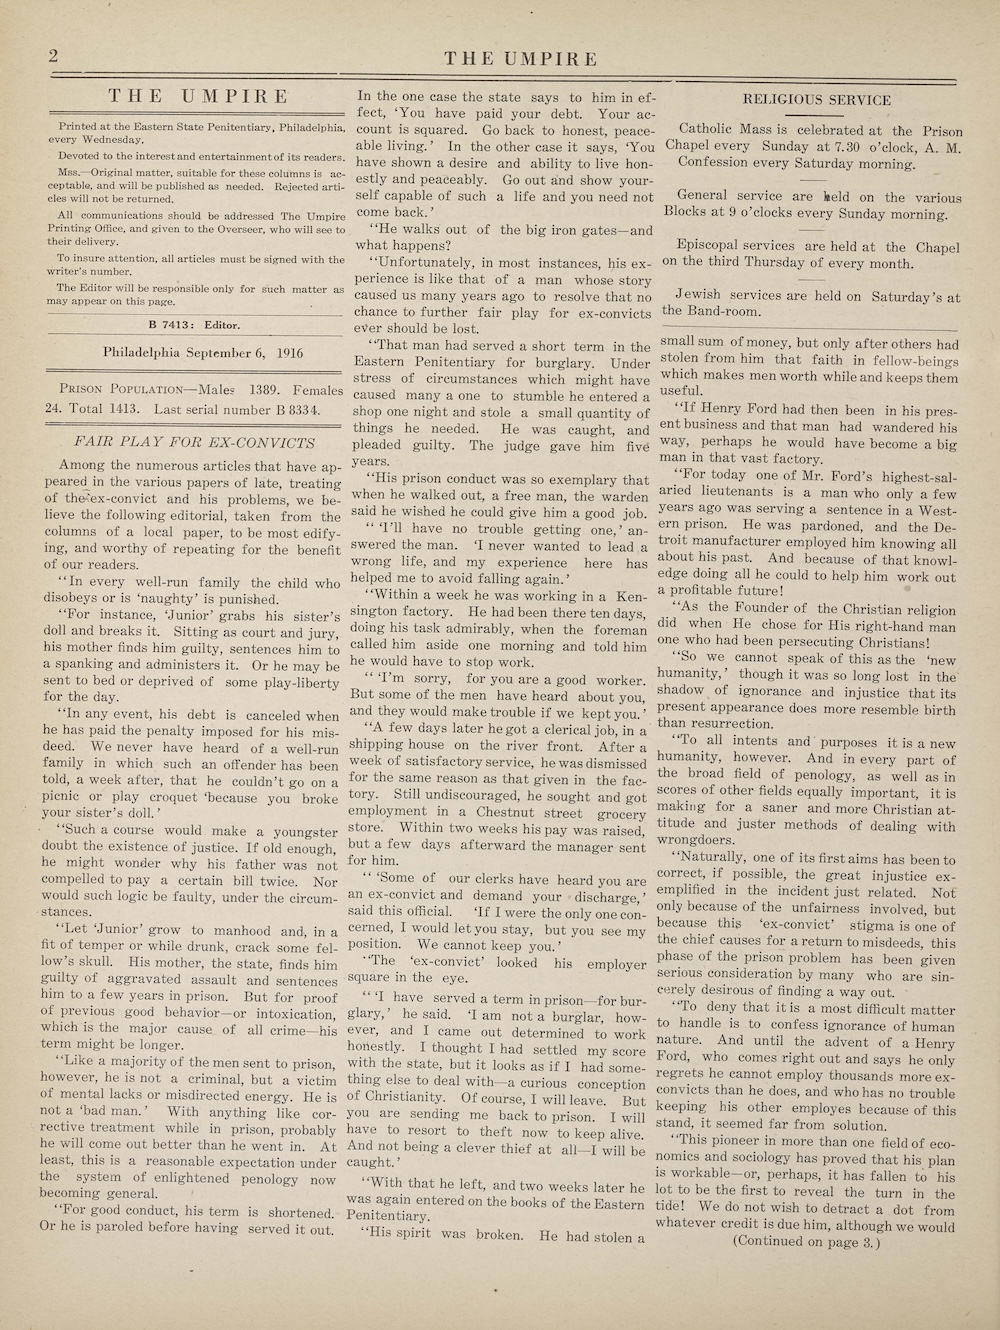 2
THE UMPIRE
THE UMPIRE
Printed at the Eastern State Penitentiary, Philadelphia,
every Wednesday.
Devoted to the interest and entertainment of its readers.
Mss.—Original matter, suitable for these columns is ac-
ceptable, and will be published as needed. Rejected arti-
cles will not be returned.
All communications should be addressed The Umpire
Printing Office, and given to the Overseer, who will see to
their delivery.
To insure attention, all articles must be signed with the
writer's number.
The Editor will be responsible only for such matter as
may appear on this page.
B 7413: Editor.
Philadelphia September 6, 1916
PRISON POPULATION—Males 1389. Females
24. Total 1413. Last serial number B 8334.
FAIR PLAY FOR EX-CONVICTS
Among the numerous articles that have ap-
peared in the various papers of late, treating
of the ex-convict and his problems, we be-
lieve the following editorial, taken from the
columns of a local paper, to be most edify-
ing, and worthy of repeating for the benefit
of our readers.
"In every well-run family the child who
disobeys or is 'naughty' is punished.
"For instance, 'Junior' grabs his sister's
doll and breaks it. Sitting as court and jury,
his mother finds him guilty, sentences him to
a spanking and administers it. Or he may be
sent to bed or deprived of some play-liberty
for the day.
"In any event, his debt is canceled when
he has paid the penalty imposed for his mis-
deed. We never have heard of a well-run
family in which such an offender has been
told, a week after, that he couldn't go on a
picnic or play croquet 'because you broke
your sister's doll.'
"Such a course would make a youngster
doubt the existence of justice. If old enough,
he might wonder why his father was not
compelled to pay a certain bill twice. Nor
would such logic be faulty, under the circum-
stances.
"Let 'Junior' grow to manhood and, in a
fit of temper or while drunk, crack some fel-
low's skull. His mother, the state, finds him
guilty of aggravated assault and sentences
him to a few years in prison. But for proof
of previous good behavior—or intoxication,
which is the major cause of all crime—his
term might be longer.
"Like a majority of the men sent to prison,
however, he is not a criminal, but a victim
of mental lacks or misdirected energy. He is
not a 'bad man.' With anything like cor-
rective treatment while in prison, probably
he will come out better than he went in. At
least, this is a reasonable expectation under
the system of enlightened penology now
becoming general.
"For good conduct, his term is shortened.
Or he is paroled before having served it out.
In the one case the state says to him in ef-
fect, 'You have paid your debt. Your ac-
count is squared. Go back to honest, peace-
able living.' In the other case it says, 'You
have shown a desire and ability to live hon-
estly and peaceably. Go out and show your-
self capable of such a life and you need not
come back.'
"He walks out of the big iron gates—and
what happens?
"Unfortunately, in most instances, his ex-
perience is like that of a man whose story
caused us many years ago to resolve that no
chance to further fair play for ex-convicts
ever should be lost.
"That man had served a short term in the
Eastern Penitentiary for burglary. Under
stress of circumstances which might have
caused many a one to stumble he entered a
shop one night and stole a small quantity of
things he needed. He was caught, and
pleaded guilty. The judge gave him five
years.
"His prison conduct was so exemplary that
when he walked out, a free man, the warden
said he wished he could give him a good job.
" 'I'll have no trouble getting one,' an-
swered the man. 'I never wanted to lead a
wrong life, and my experience here has
helped me to avoid falling again.'
"Within a week he was working in a Ken-
sington factory. He had been there ten days,
doing his task admirably, when the foreman
called him aside one morning and told him
he would have to stop work.
" 'I'm sorry, for you are a good worker.
But some of the men have heard about you,
and they would make trouble if we kept you.'
"A few days later he got a clerical job, in a
shipping house on the river front. After a
week of satisfactory service, he was dismissed
for the same reason as that given in the fac-
tory. Still undiscouraged, he sought and got
employment in a Chestnut street grocery
store. Within two weeks his pay was raised,
but a few days afterward the manager sent
for him.
" 'Some of our clerks have heard you are
an ex-convict and demand your discharge,'
said this official. 'If I were the only one con-
cerned, I would let you stay, but you see my
position. We cannot keep you.'
"The 'ex-convict' looked his employer
square in the eye.
" 'I have served a term in prison—for bur-
glary,' he said. 'I am not a burglar, how-
ever, and I came out determined to work
honestly. I thought I had settled my score
with the state, but it looks as if I had some-
thing else to deal with—a curious conception
of Christianity. Of course, I will leave. But
you are sending me back to prison. I will
have to resort to theft now to keep alive.
And not being a clever thief at all—I will be
caught.'
"With that he left, and two weeks later he
was again entered on the books of the Eastern
Penitentiary.
"His spirit was broken. He had stolen a
RELIGIOUS SERVICE
Catholic Mass is celebrated at the Prison
Chapel every Sunday at 7.30 o'clock, A. M.
Confession every Saturday morning.
General service are held on the various
Blocks at 9 o'clocks every Sunday morning.
Episcopal services are held at the Chapel
on the third Thursday of every month.
Jewish services are held on Saturday's at
the Band-room.
small sum of money, but only after others had
stolen from him that faith in fellow-beings
which makes men worth while and keeps them
useful.
"If Henry Ford had then been in his pres-
ent business and that man had wandered his
way, perhaps he would have become a big
man in that vast factory.
"For today one of Mr. Ford's highest-sal-
aried lieutenants is a man who only a few
years ago was serving a sentence in a West-
ern prison. He was pardoned, and the De-
troit manufacturer employed him knowing all
about his past. And because of that knowl-
edge doing all he could to help him work out
a profitable future!
"As the Founder of the Christian religion
did when He chose for His right-hand man
one who had been persecuting Christians!
"So we cannot speak of this as the 'new
humanity,' though it was so long lost in the
shadow of ignorance and injustice that its
present appearance does more resemble birth
than resurrection.
"To all intents and purposes it is a new
humanity, however. And in every part of
the broad field of penology, as well as in
scores of other fields equally important, it is
making for a saner and more Christian at-
titude and juster methods of dealing with
wrongdoers.
"Naturally, one of its first aims has been to
correct, if possible, the great injustice ex-
emplified in the incident just related. Not
only because of the unfairness involved, but
because this 'ex-convict' stigma is one of
the chief causes for a return to misdeeds, this
phase of the prison problem has been given
serious consideration by many who are sin-
cerely desirous of finding a way out.
"To deny that it is a most difficult matter
to handle is to confess ignorance of human
nature. And until the advent of a Henry
Ford, who comes right out and says he only
regrets he cannot employ thousands more ex-
convicts than he does, and who has no trouble
keeping his other employes because of this
stand, it seemed far from solution.
"This pioneer in more than one field of eco-
nomics and sociology has proved that his plan
is workable—or, perhaps, it has fallen to his
lot to be the first to reveal the turn in the
tide! We do not wish to detract a dot from
whatever credit is due him, although we would
(Continued on page 3.)